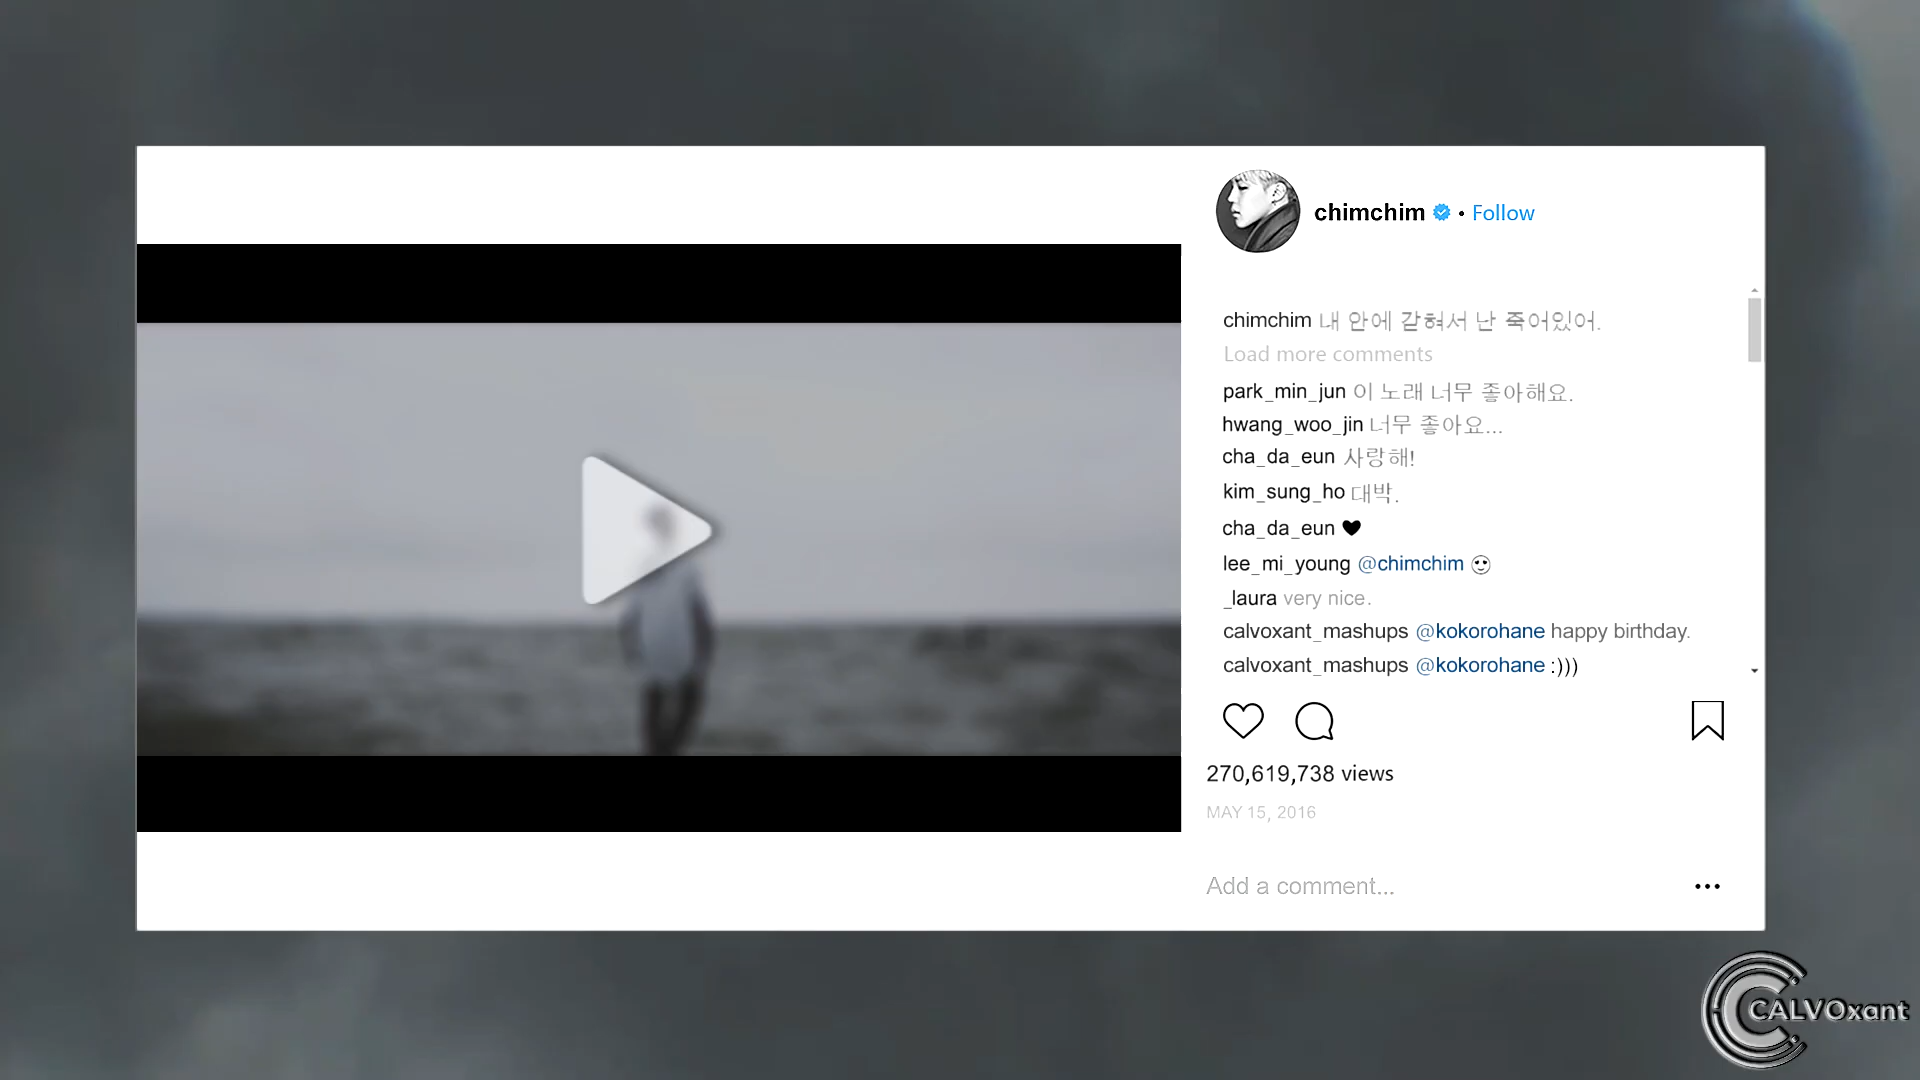 chimchim • Follow
chimchim 내 안에 갇혀서 난 죽어있어.
Load more comments
park_min_jun 이 노래 너무 좋아해요.
hwang_woo_jin 너무 좋아요...
cha_da_eun 사랑해!
kim_sung_ho 대박.
cha_da_eun ♥
lee_mi_young @chimchim 😍
_laura very nice.
calvoxant_mashups @kokorohane happy birthday.
calvoxant_mashups @kokorohane :)))
270,619,738 views
MAY 15, 2016
Add a comment...
CALVOxant